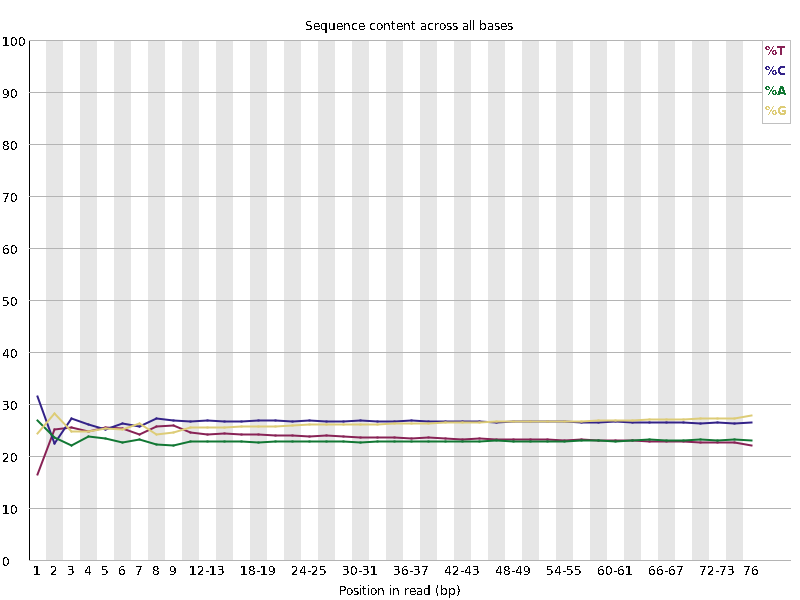 Sequence content across all bases
100
90
80
70
60
50
40
30
20
10
0
%T
%C
%A
%G
1 2 3 4 5 6 7 8 9 12-13 18-19 24-25 30-31 36-37 42-43 48-49 54-55 60-61 66-67 72-73 76
Position in read (bp)